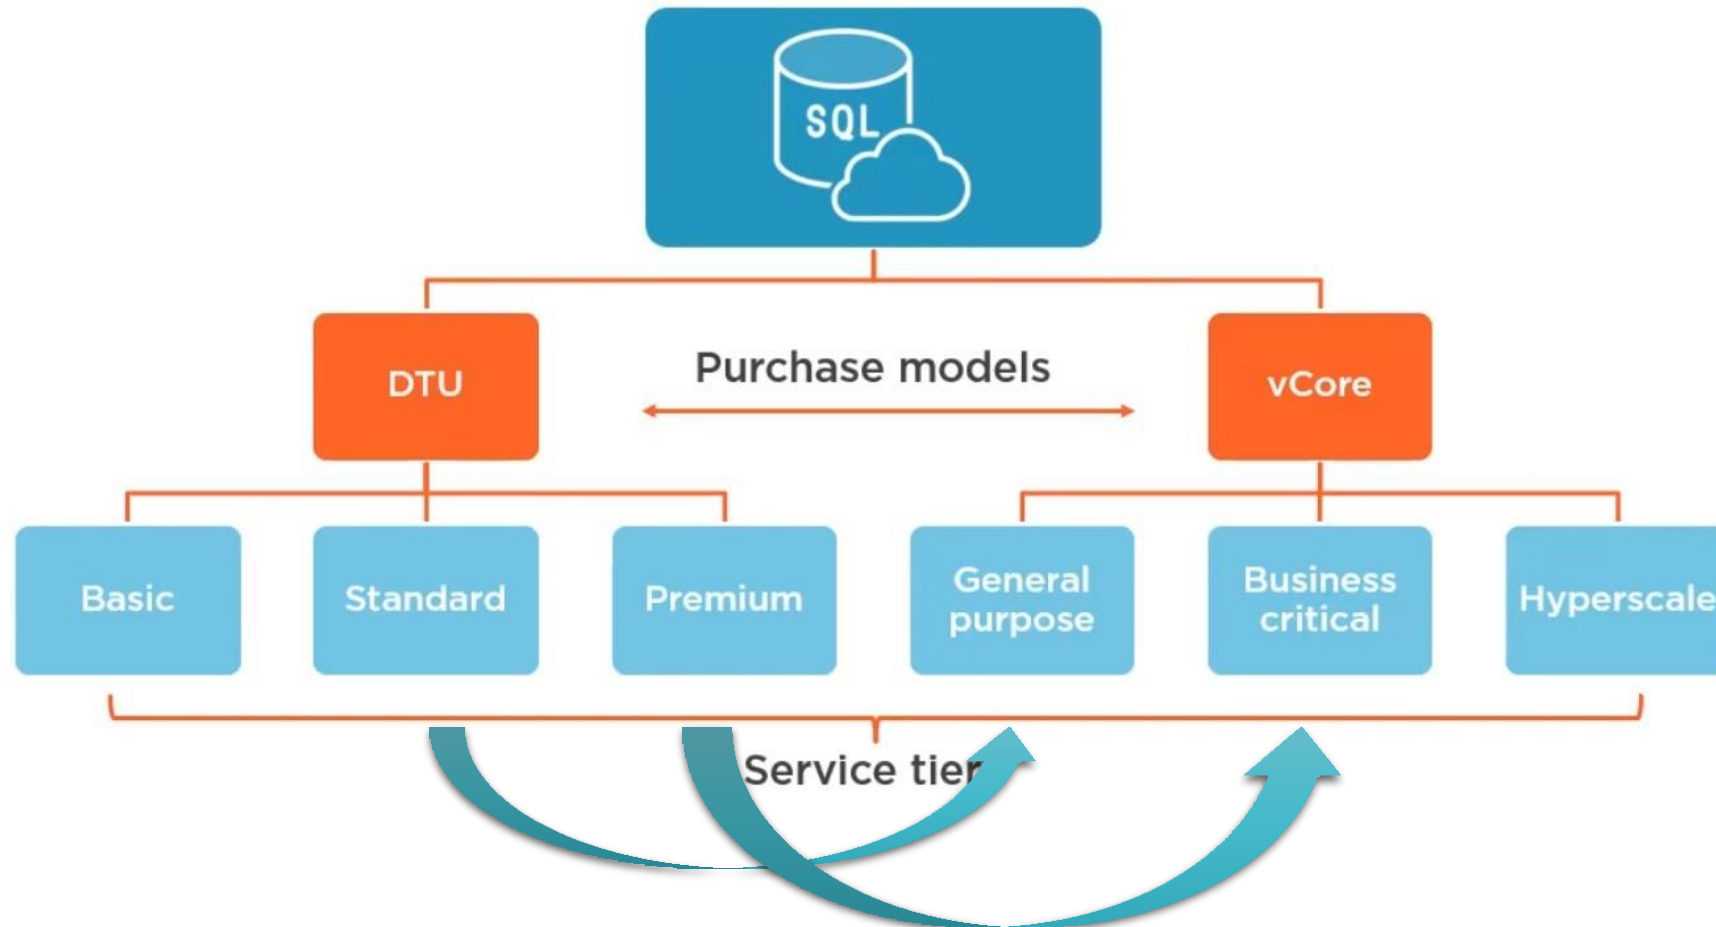 SQL
DTU
Purchase models
vCore
Basic
Standard
Premium
General
purpose
Business
critical
Hyperscale
Service tier